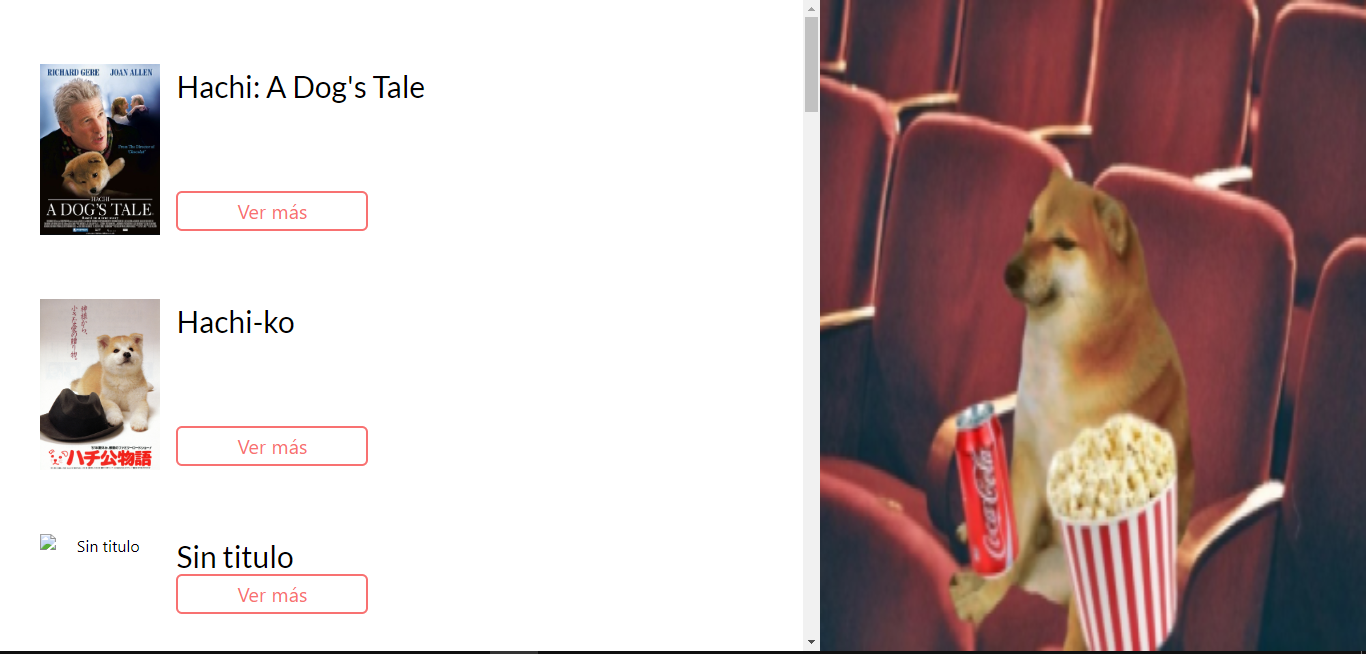 RICHARD GERE JOAN ALLEN
Hachi: A Dog's Tale
HACHI
A DOG'S TALE
Ver más
Hachi-ko
ハチ公物語
Ver más
Sin titulo
Sin titulo
Ver más
Coca-Cola